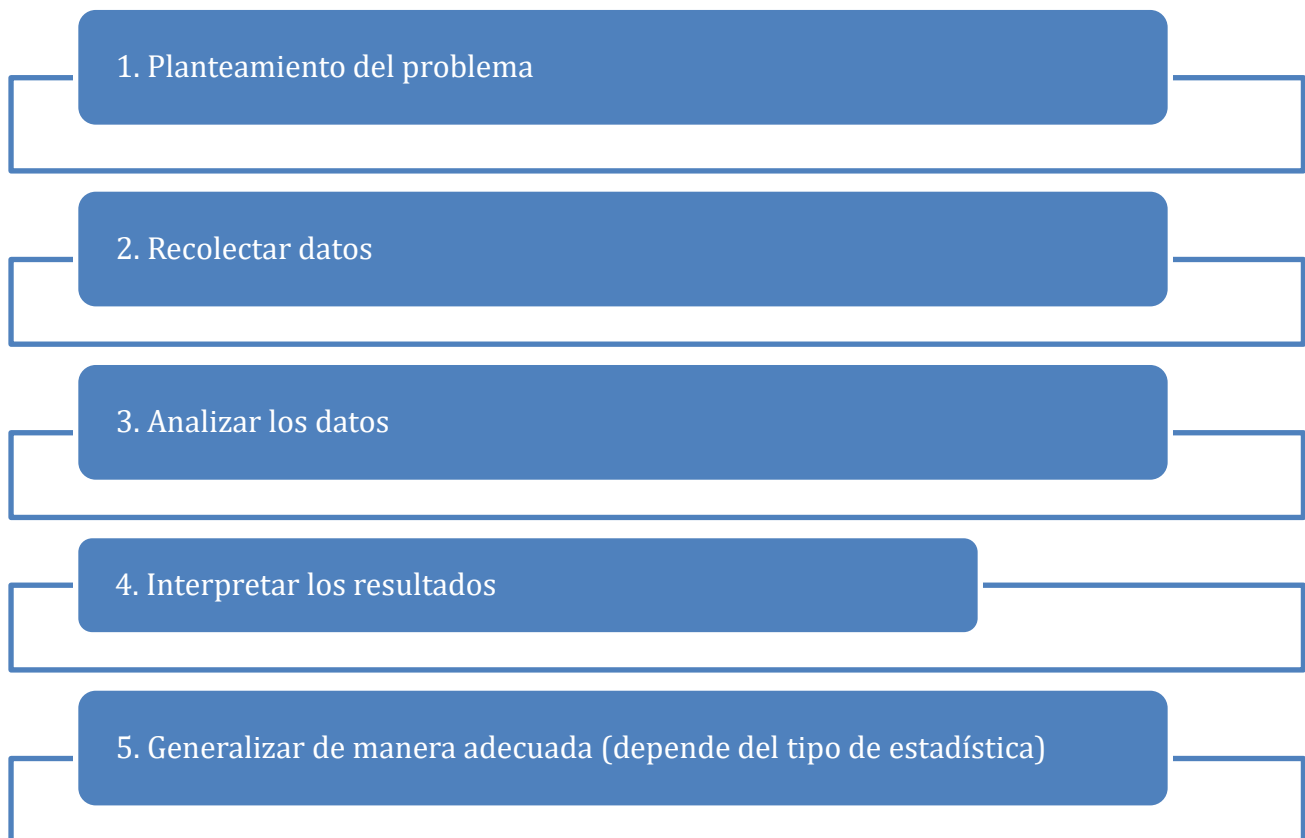 1. Planteamiento del problema
2. Recolectar datos
3. Analizar los datos
4. Interpretar los resultados
5. Generalizar de manera adecuada (depende del tipo de estadística)